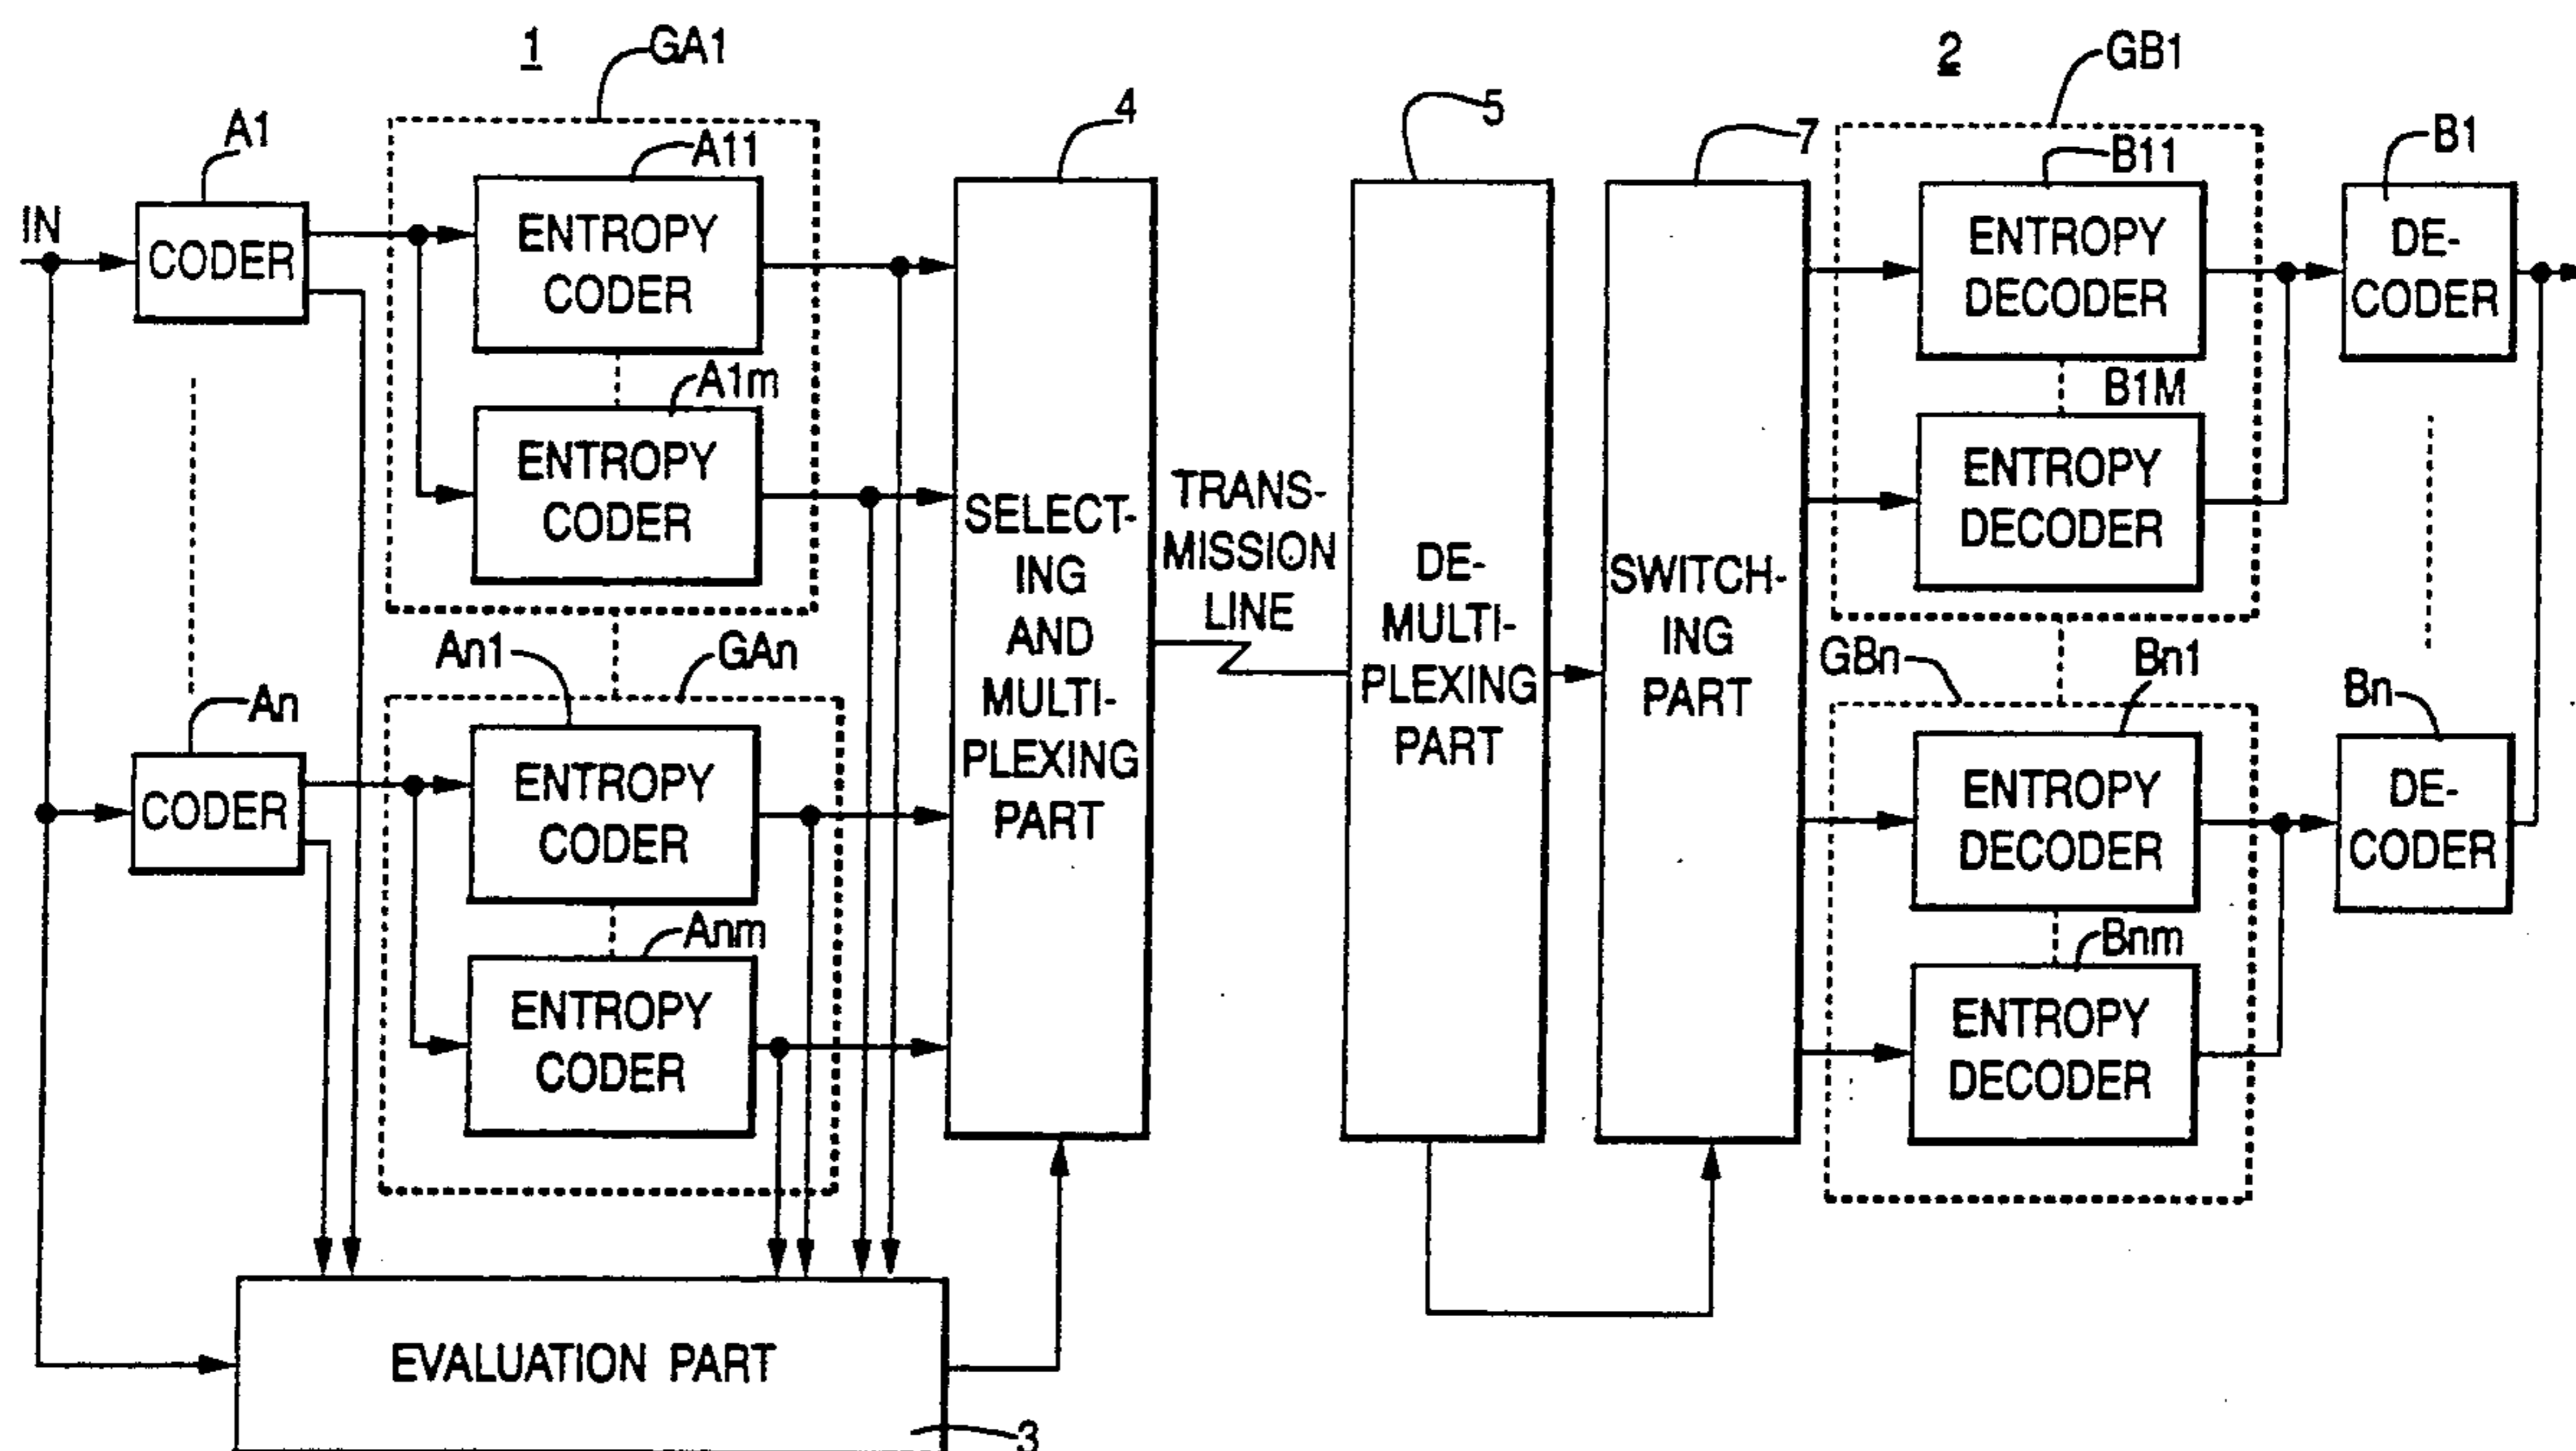 1
GA1
2
GB1
A1
A11
4
5
7
B11
B1
IN
CODER
ENTROPY
CODER
A1m
ENTROPY
CODER
An1
GAn
An
CODER
ENTROPY
CODER
Anm
ENTROPY
CODER
SELECT-
ING
AND
MULTI-
PLEXING
PART
TRANS-
MISSION
LINE
DE-
MULTI-
PLEXING
PART
SWITCH-
ING
PART
ENTROPY
DECODER
B1M
ENTROPY
DECODER
DE-
CODER
GBn
Bn1
Bn
ENTROPY
DECODER
Bnm
ENTROPY
DECODER
DE-
CODER
EVALUATION PART
3